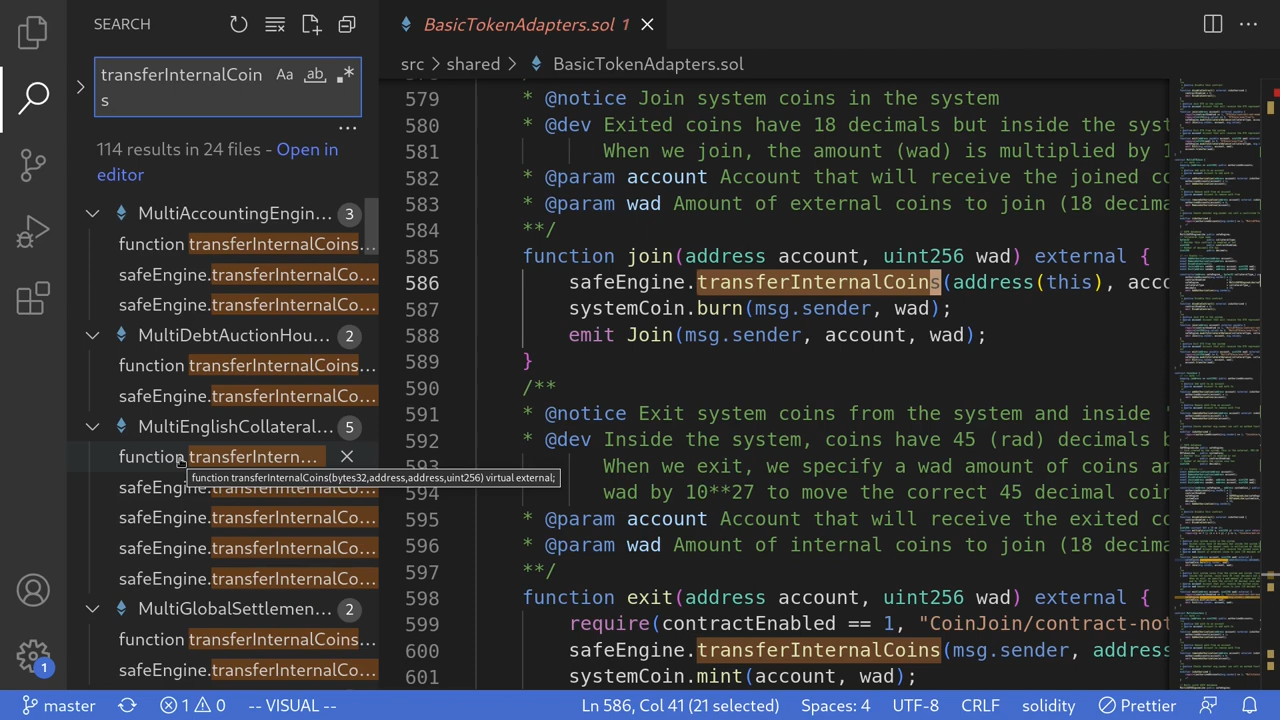 SEARCH
BasicTokenAdapters.sol 1
transferInternalCoin
s
Aa ab .*
src > shared > BasicTokenAdapters.sol
114 results in 24 files - Open in
editor
MultiAccountingEngin... 3
function transferInternalCoins...
safeEngine.transferInternalCo...
safeEngine.transferInternalCo...
MultiDebtAuctionHou... 2
function transferInternalCoins...
safeEngine.transferInternalCo...
MultiEnglishCollateral... 5
function transferIntern...
function transferInternalCoins(bytes32,address,address,uint256) virtual external;
safeEngine.transferInternalCo...
safeEngine.transferInternalCo...
safeEngine.transferInternalCo...
safeEngine.transferInternalCo...
MultiGlobalSettlemen... 2
function transferInternalCoins...
safeEngine.transferInternalCo...
579 * @notice Join system coins in the system
580 * @dev Exited coins have 18 decimals but inside the syst
581 When we join, the amount (wad) is multiplied by 1
582 * @param account Account that will receive the joined co
583 * @param wad Amount of external coins to join (18 decima
584 **/
585 function join(address account, uint256 wad) external {
586 safeEngine.transferInternalCoins(address(this), acco
587 systemCoin.burn(msg.sender, wad);
588 emit Join(msg.sender, account, wad);
589 }
590 /**
591 * @notice Exit system coins from the system and inside '
592 * @dev Inside the system, coins have 45 (rad) decimals b
593 When we exit, we specify a wad amount of coins an
594 wad by 10**27 to move the correct 45 decimal coin
595 * @param account Account that will receive the exited co
596 * @param wad Amount of internal coins to join (18 decima
597 **/
598 function exit(address account, uint256 wad) external {
599 require(contractEnabled == 1, "CoinJoin/contract-not
600 safeEngine.transferInternalCoins(msg.sender, address
601 systemCoin.mint(account, wad);
1
master
1 0
-- VISUAL --
Ln 586, Col 41 (21 selected)
Spaces: 4
UTF-8
CRLF
solidity
Prettier